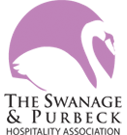 THE SWANAGE
& PURBECK
HOSPITALITY ASSOCIATION